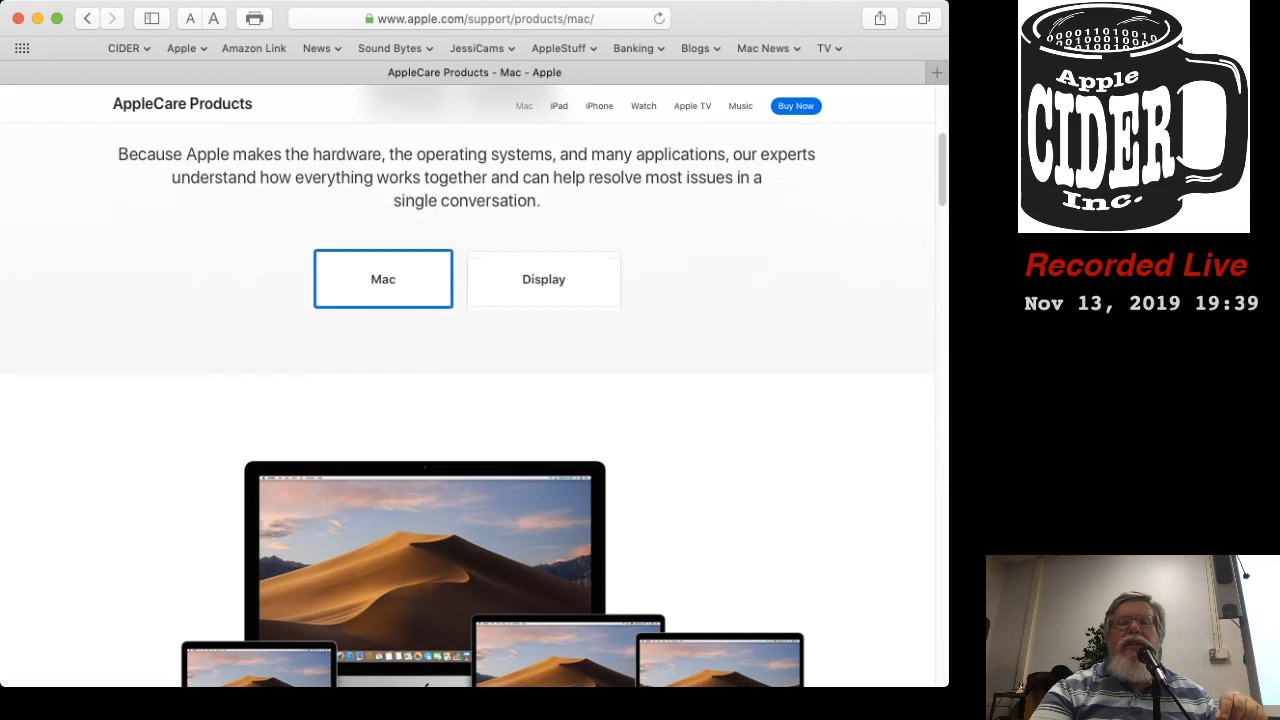 www.apple.com/support/products/mac/
CIDER Apple Amazon Link News Sound Bytes JessiCams AppleStuff Banking Blogs Mac News TV
AppleCare Products - Mac - Apple
AppleCare Products
Mac iPad iPhone Watch Apple TV Music Buy Now
Because Apple makes the hardware, the operating systems, and many applications, our experts
understand how everything works together and can help resolve most issues in a
single conversation.
Mac Display
Apple
CIDER
Inc.
Recorded Live
Nov 13, 2019 19:39